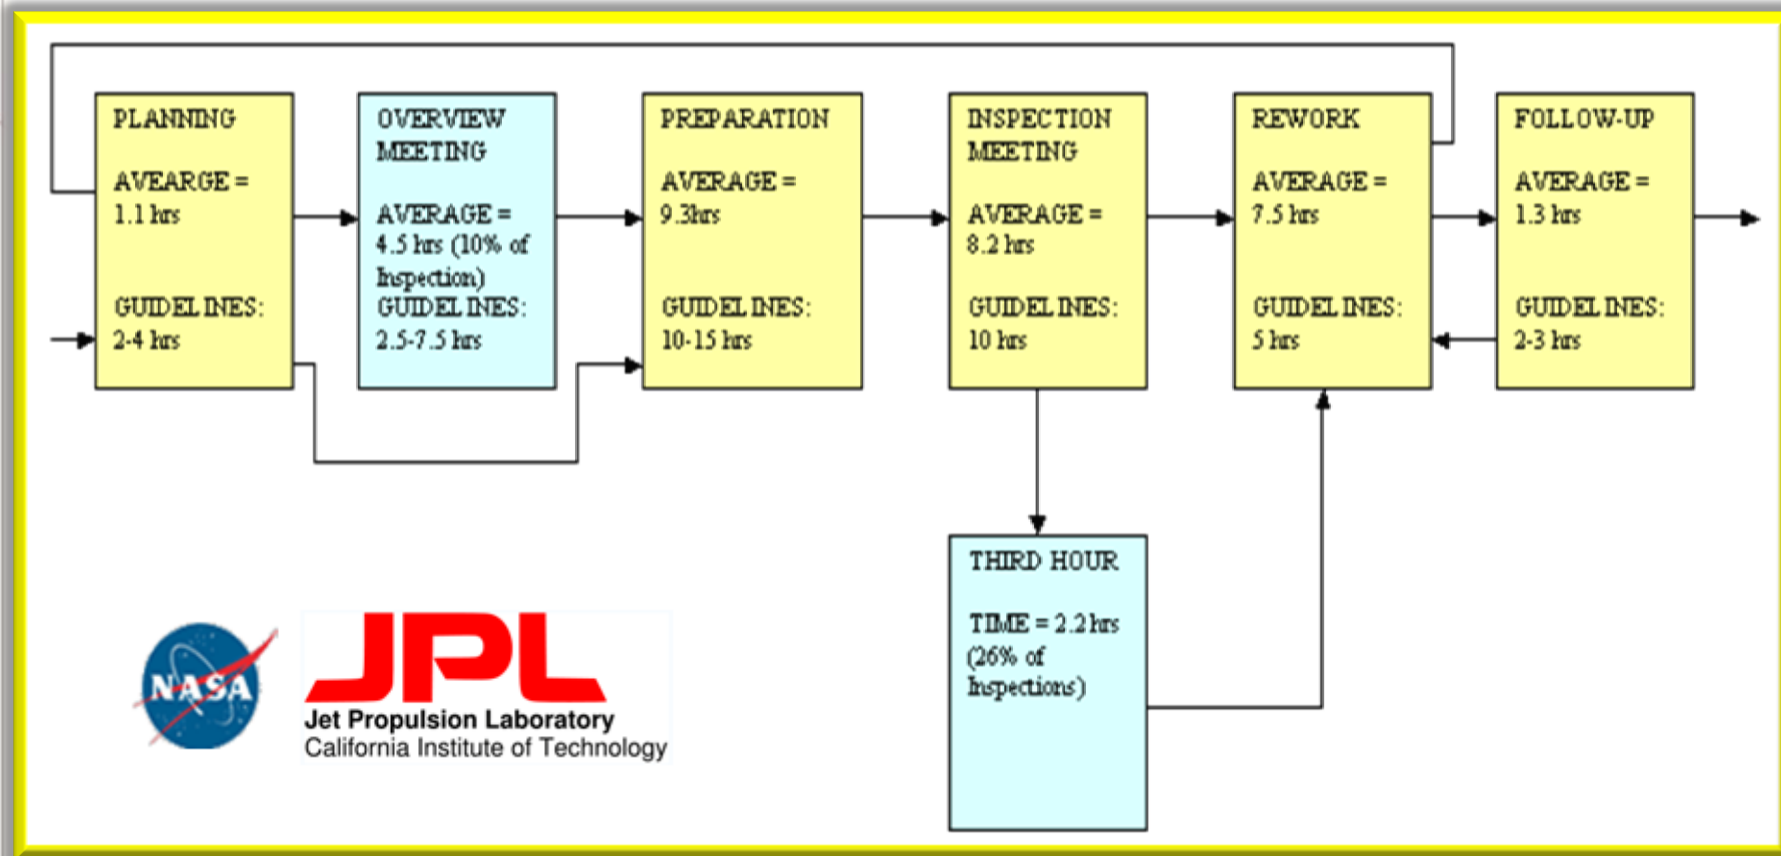 PLANNING
AVEARGE =
1.1 hrs
GUIDELINES:
2-4 hrs
OVERVIEW
MEETING
AVERAGE =
4.5 hrs (10% of
Inspection)
GUIDELINES:
2.5-7.5 hrs
PREPARATION
AVERAGE =
9.3hrs
GUIDELINES:
10-15 hrs
INSPECTION
MEETING
AVERAGE =
8.2 hrs
GUIDELINES:
10 hrs
REWORK
AVERAGE =
7.5 hrs
GUIDELINES:
5 hrs
FOLLOW-UP
AVERAGE =
1.3 hrs
GUIDELINES:
2-3 hrs
THIRD HOUR
TIME = 2.2 hrs
(26% of
Inspections)
NASA
JPL
Jet Propulsion Laboratory
California Institute of Technology